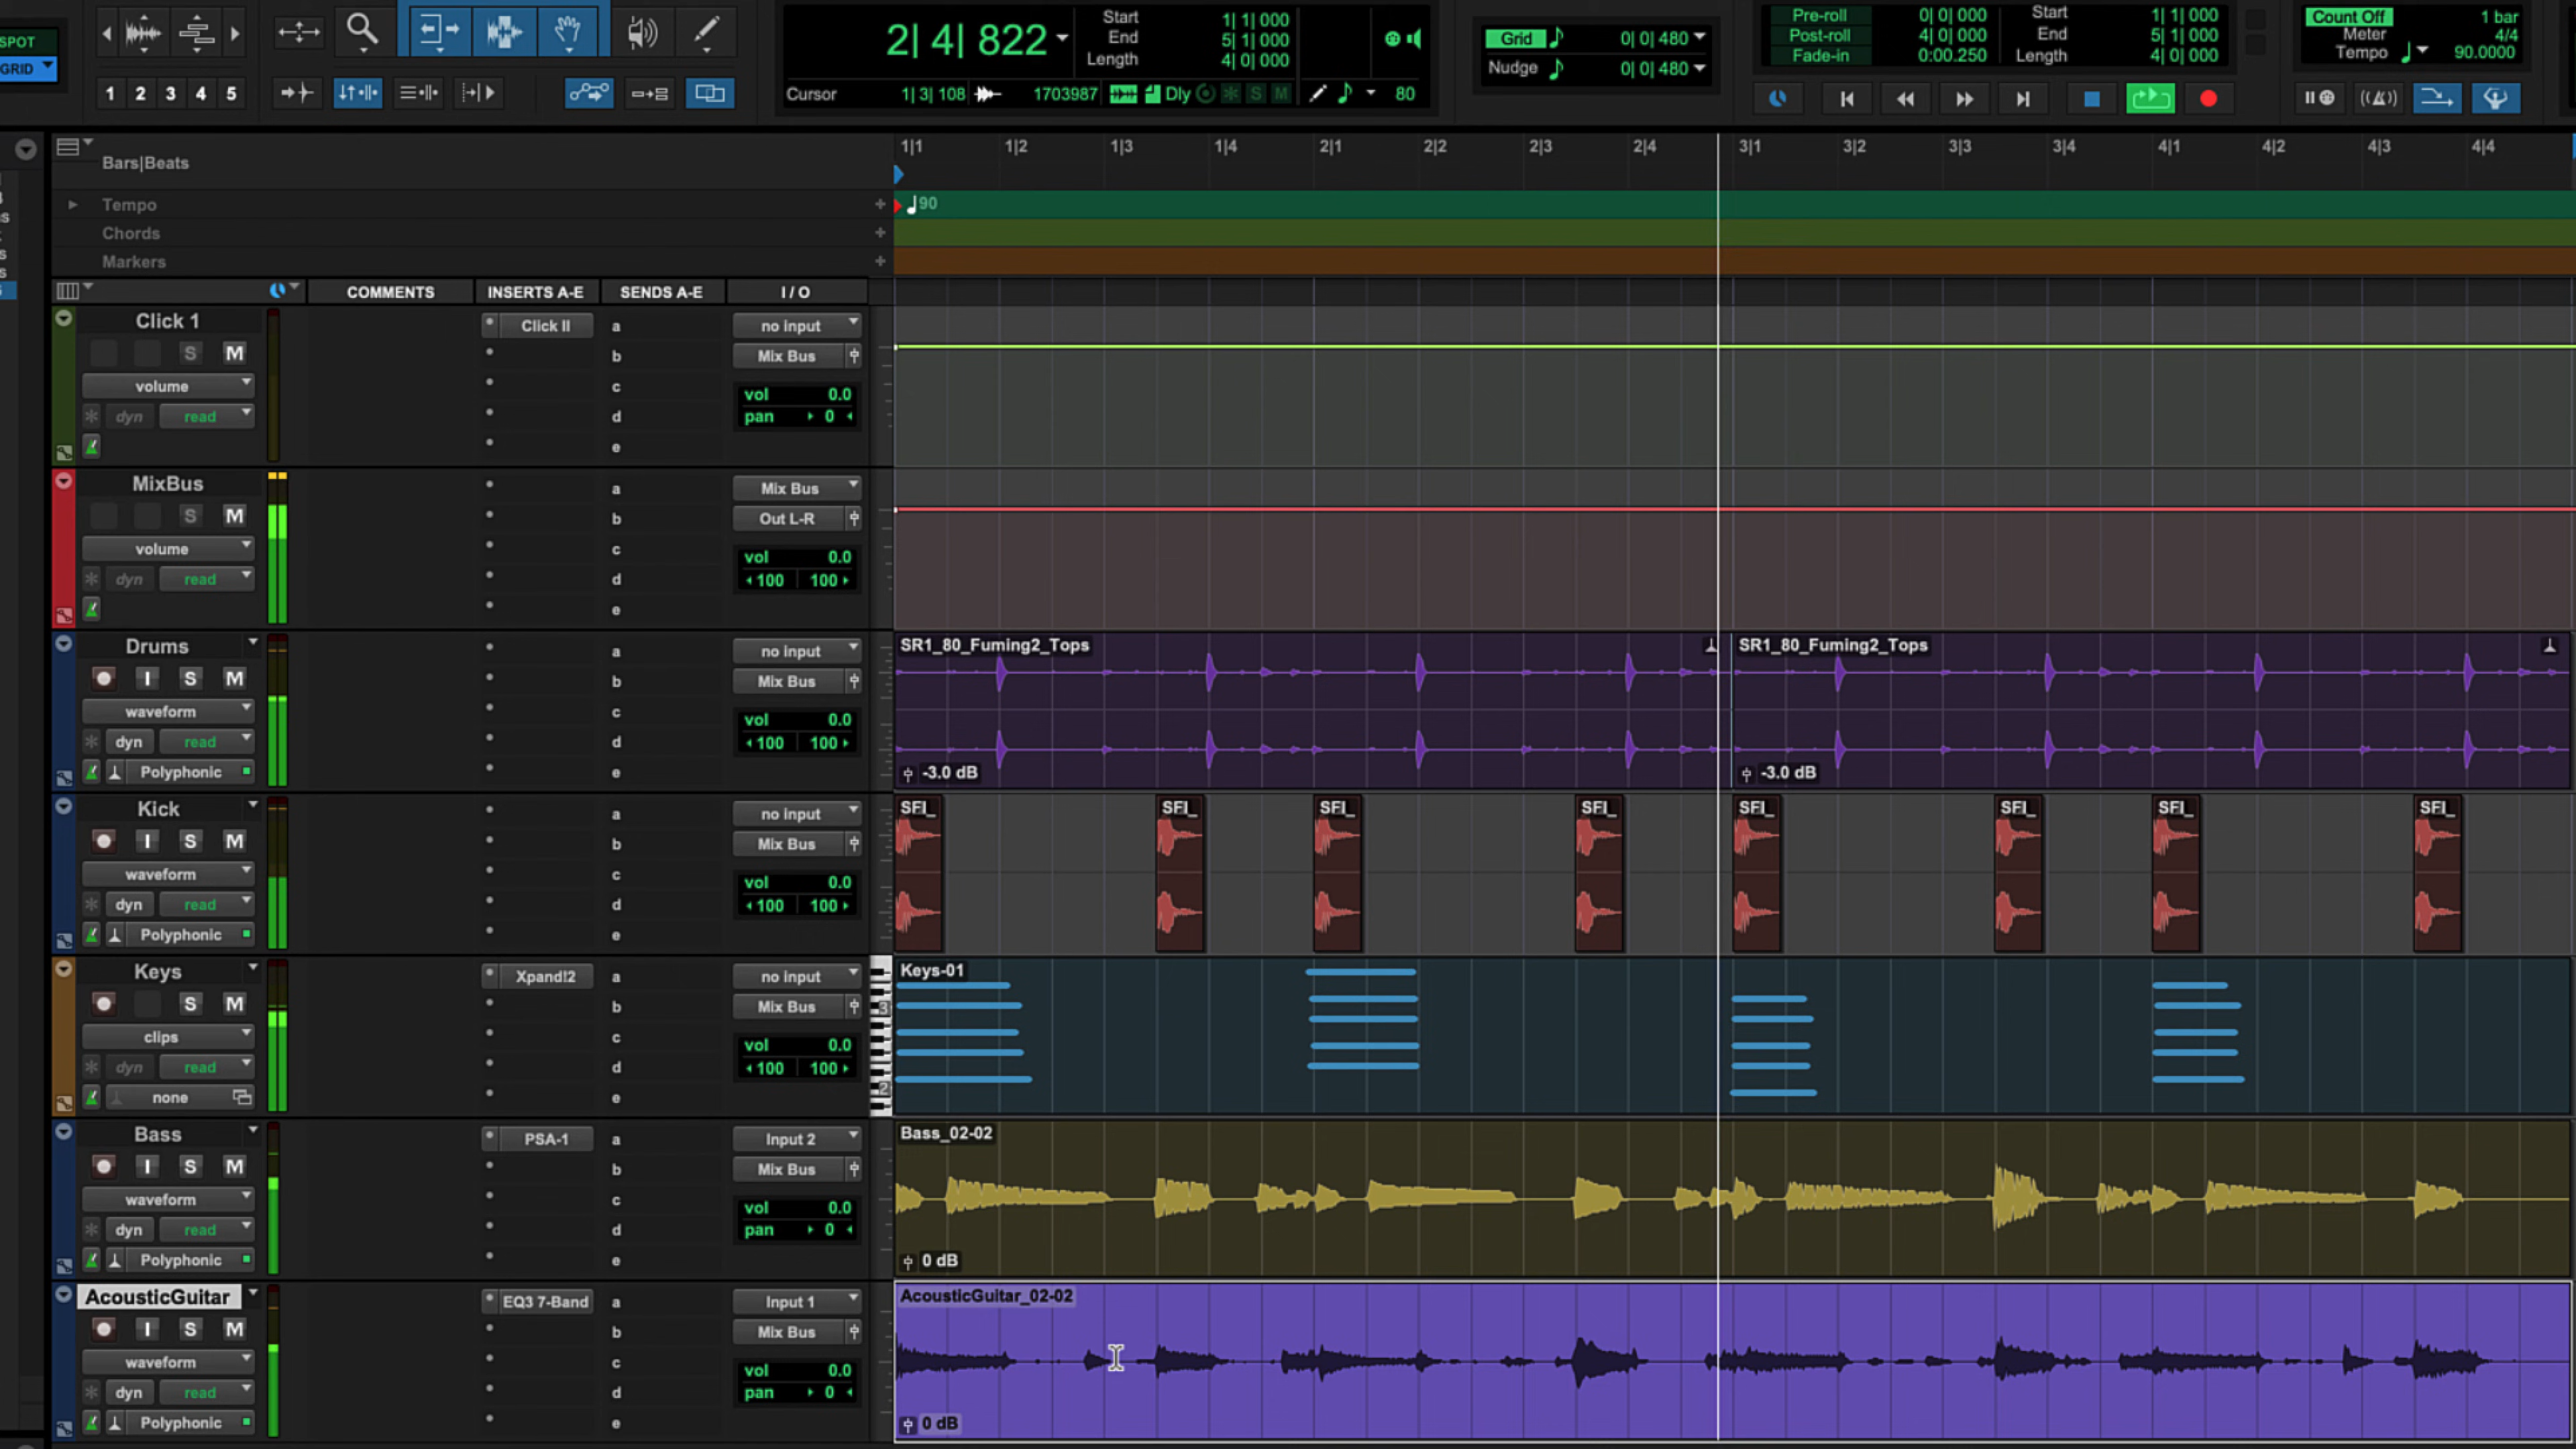 SPOT
GRID
1 2 3 4 5
2| 4| 822
Start 1| 1| 000
End 5| 1| 000
Length 4| 0| 000
Cursor 1| 3| 108 1703987 Dly S M 80
Grid 0| 0| 480
Nudge 0| 0| 480
Pre-roll 0| 0| 000 Start 1| 1| 000
Post-roll 4| 0| 000 End 5| 1| 000
Fade-in 0:00.250 Length 4| 0| 000
Count Off 1 bar
Meter 4/4
Tempo 90.0000
Bars|Beats
1|1 1|2 1|3 1|4 2|1 2|2 2|3 2|4 3|1 3|2 3|3 3|4 4|1 4|2 4|3 4|4
Tempo + 90
Chords +
Markers +
COMMENTS INSERTS A-E SENDS A-E I / O
Click 1 Click II a no input
S M b Mix Bus
volume c vol 0.0
dyn read d pan 0
e
MixBus a Mix Bus
S M b Out L-R
volume c vol 0.0
dyn read d 100 100
e
Drums a no input SR1_80_Fuming2_Tops SR1_80_Fuming2_Tops
I S M b Mix Bus
waveform c vol 0.0
dyn read d 100 100
Polyphonic e -3.0 dB -3.0 dB
Kick a no input SFI_ SFI_ SFI_ SFI_ SFI_ SFI_ SFI_ SFI_
I S M b Mix Bus
waveform c vol 0.0
dyn read d 100 100
Polyphonic e
Keys Xpand!2 a no input Keys-01
S M b Mix Bus 3
clips c vol 0.0
dyn read d 100 100 2
none e
Bass PSA-1 a Input 2 Bass_02-02
I S M b Mix Bus
waveform c vol 0.0
dyn read d pan 0
Polyphonic e 0 dB
AcousticGuitar EQ3 7-Band a Input 1 AcousticGuitar_02-02
I S M b Mix Bus
waveform c vol 0.0
dyn read d pan 0
Polyphonic e 0 dB